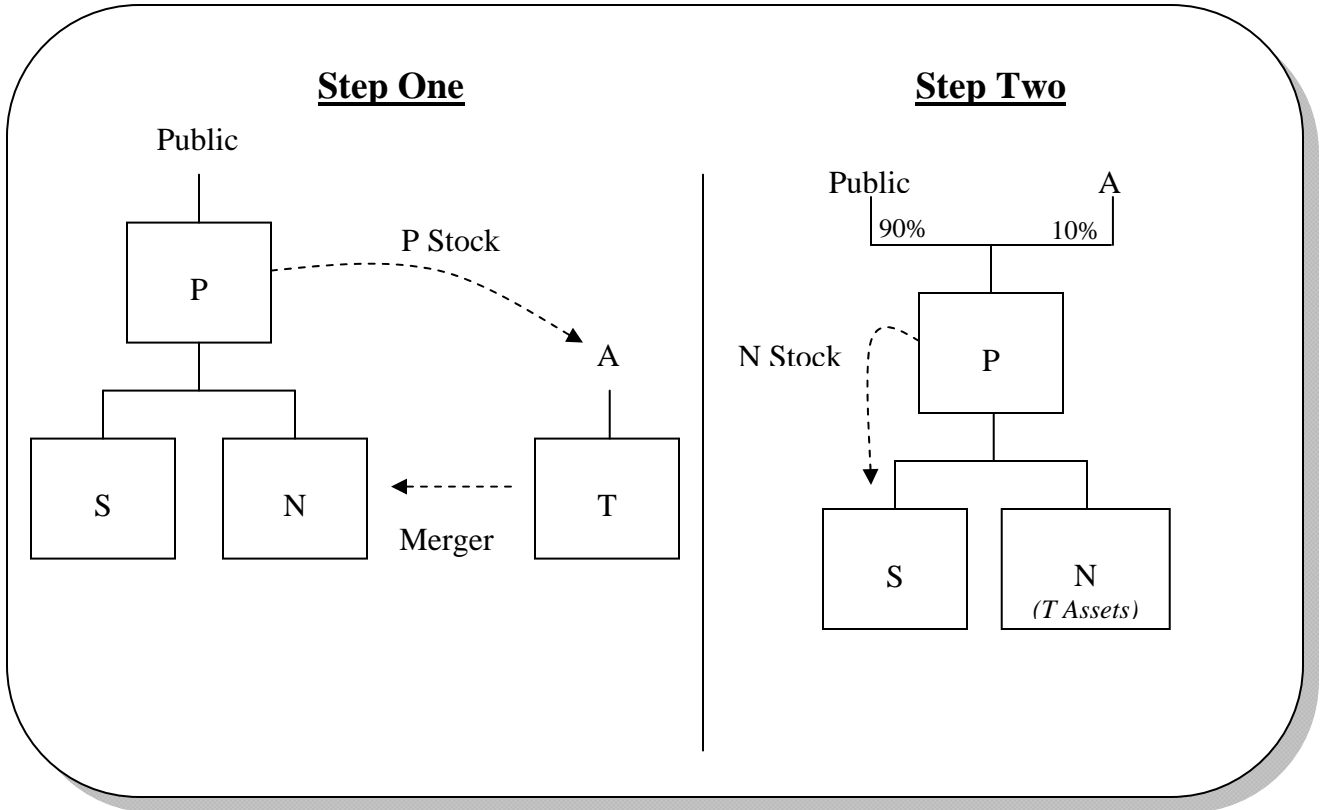 Step One
Public
P
P Stock
A
S
N
T
Merger
Step Two
Public
A
90%
10%
N Stock
P
S
N
(T Assets)